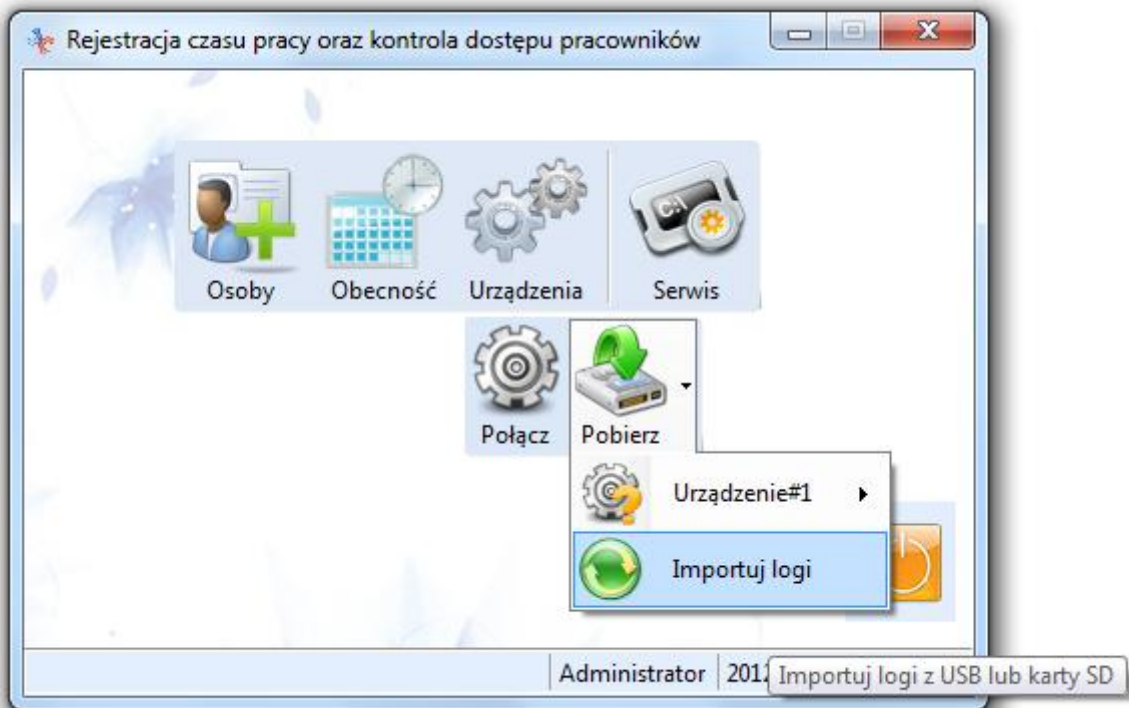 Rejestracja czasu pracy oraz kontrola dostępu pracowników
C:\
Osoby Obecność Urządzenia Serwis
Połącz Pobierz
Urządzenie#1
Importuj logi
Administrator 2012
Importuj logi z USB lub karty SD